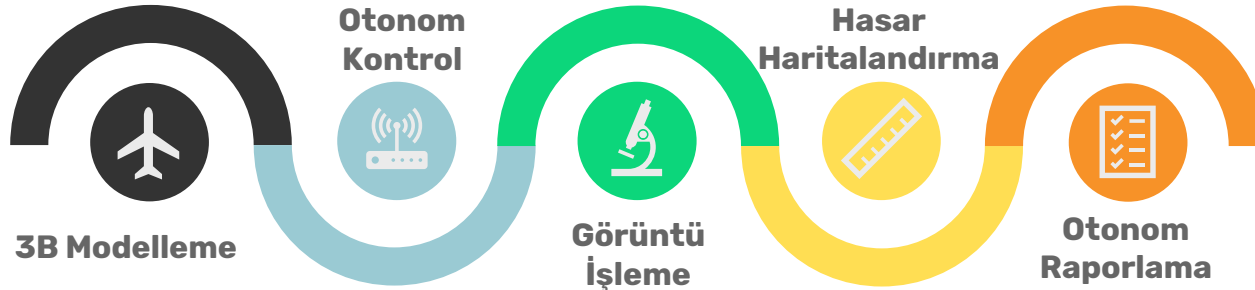 3B Modelleme
Otonom
Kontrol
Görüntü
İşleme
Hasar
Haritalandırma
Otonom
Raporlama